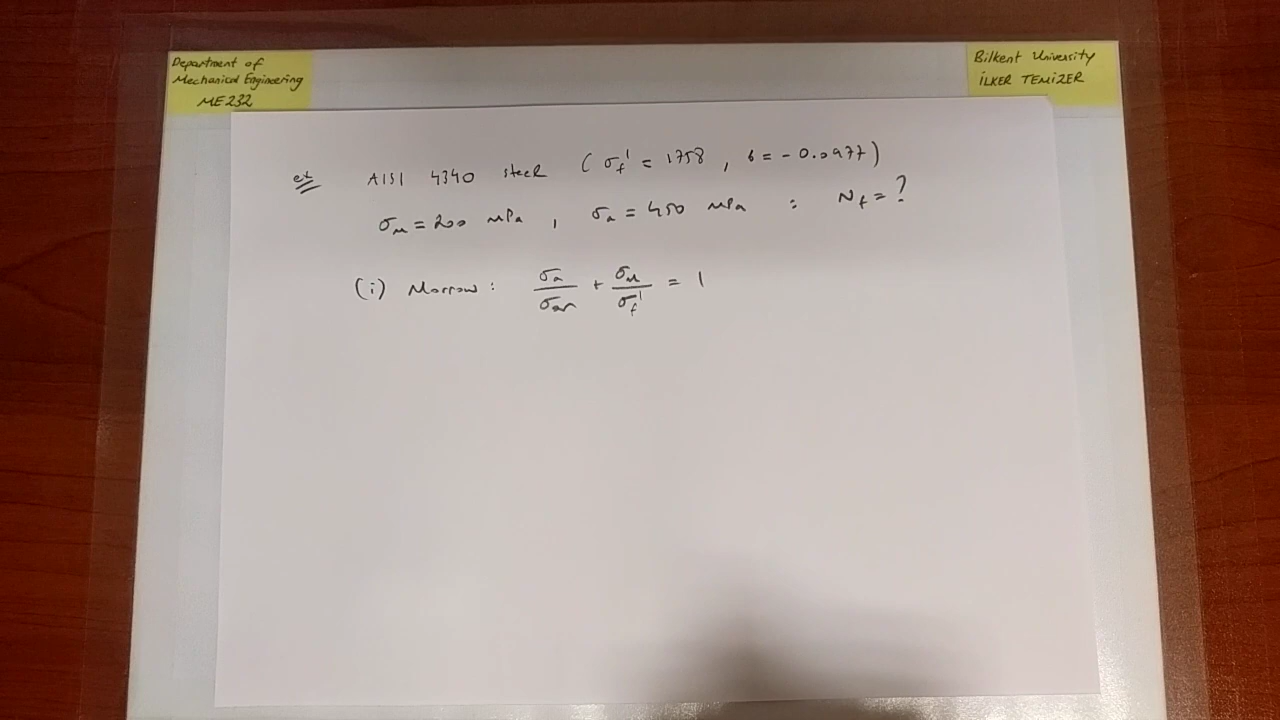 Department of
Mechanical Engineering
ME232
Bilkent University
İLKER TEMİZER
ex AISI 4340 steel (σf' = 1758 , b = -0.0977)
σm = 200 MPa , σa = 450 MPa : Nf = ?
(i) Morrow: σa/σar + σm/σf' = 1